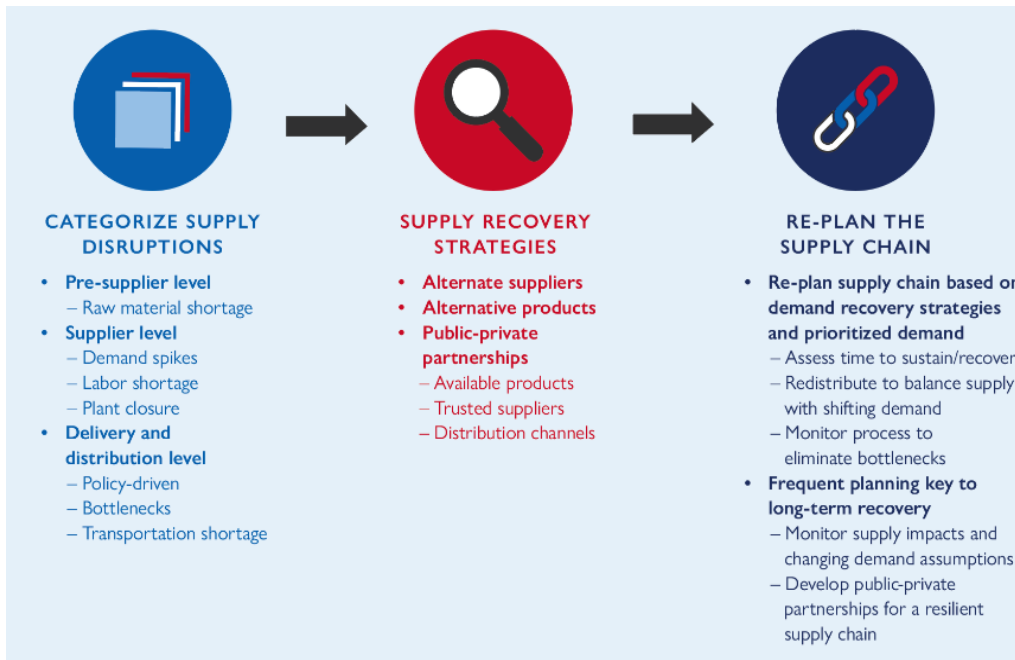 CATEGORIZE SUPPLY
DISRUPTIONS
• Pre-supplier level
– Raw material shortage
• Supplier level
– Demand spikes
– Labor shortage
– Plant closure
• Delivery and
distribution level
– Policy-driven
– Bottlenecks
– Transportation shortage
SUPPLY RECOVERY
STRATEGIES
• Alternate suppliers
• Alternative products
• Public-private
partnerships
– Available products
– Trusted suppliers
– Distribution channels
RE-PLAN THE
SUPPLY CHAIN
• Re-plan supply chain based on
demand recovery strategies
and prioritized demand
– Assess time to sustain/recover
– Redistribute to balance supply
with shifting demand
– Monitor process to
eliminate bottlenecks
• Frequent planning key to
long-term recovery
– Monitor supply impacts and
changing demand assumptions
– Develop public-private
partnerships for a resilient
supply chain